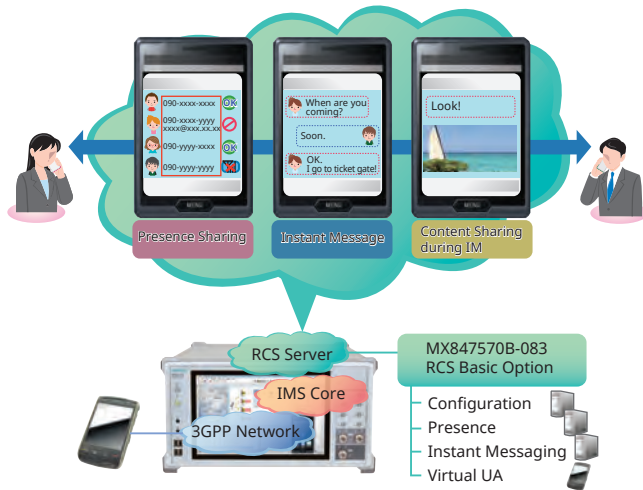 090-xxxx-xxxx
OK
090-xxxx-yyyy
xxxx@xxx.xx.xx
090-yyyy-xxxx
OK
090-yyyy-yyyy
MENU
Presence Sharing
When are you
coming?
Soon.
OK.
I go to ticket gate!
MENU
Instant Message
Look!
MENU
Content Sharing
during IM
RCS Server
IMS Core
3GPP Network
MX847570B-083
RCS Basic Option
Configuration
Presence
Instant Messaging
Virtual UA